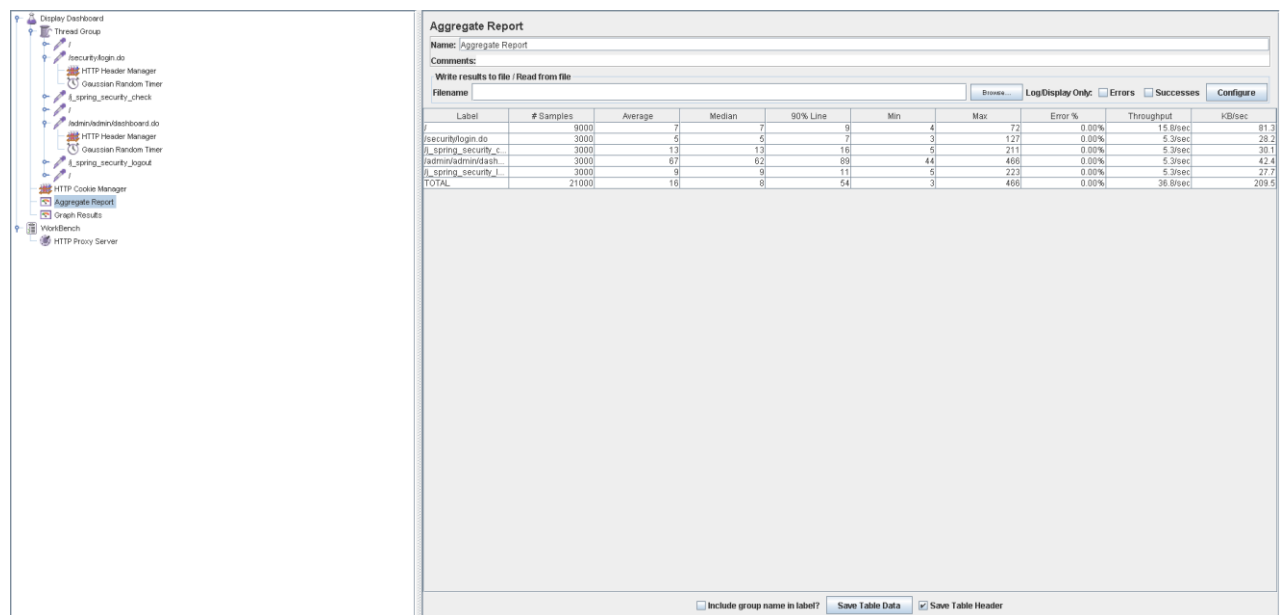 Display Dashboard
Thread Group
/
/security/login.do
HTTP Header Manager
Gaussian Random Timer
/j_spring_security_check
/
/admin/admin/dashboard.do
HTTP Header Manager
Gaussian Random Timer
/j_spring_security_logout
/
HTTP Cookie Manager
Aggregate Report
Graph Results
WorkBench
HTTP Proxy Server
Aggregate Report
Name: Aggregate Report
Comments:
Write results to file / Read from file
Filename Browse... Log/Display Only: Errors Successes Configure
Label # Samples Average Median 90% Line Min Max Error % Throughput KB/sec
/ 9000 7 7 9 4 72 0.00% 15.8/sec 81.3
/security/login.do 3000 5 5 7 3 127 0.00% 5.3/sec 28.2
/j_spring_security_c... 3000 13 13 16 5 211 0.00% 5.3/sec 30.1
/admin/admin/dash... 3000 67 62 89 44 466 0.00% 5.3/sec 42.4
/j_spring_security_l... 3000 9 9 11 5 223 0.00% 5.3/sec 27.7
TOTAL 21000 16 8 54 3 466 0.00% 36.8/sec 209.5
Include group name in label? Save Table Data Save Table Header